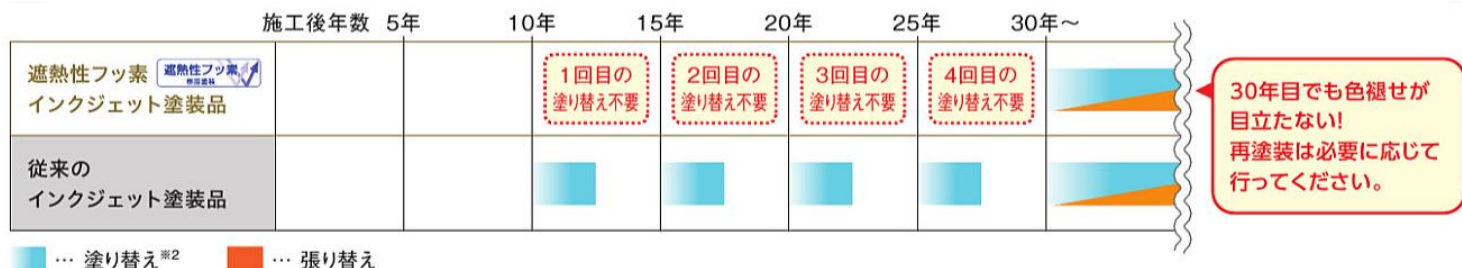 施工後年数 5年 10年 15年 20年 25年 30年～
遮熱性フッ素 遮熱性フッ素
インクジェット塗装品
1回目の
塗り替え不要
2回目の
塗り替え不要
3回目の
塗り替え不要
4回目の
塗り替え不要
30年目でも色褪せが
目立たない!
再塗装は必要に応じて
行ってください。
従来の
インクジェット塗装品
… 塗り替え※2 … 張り替え